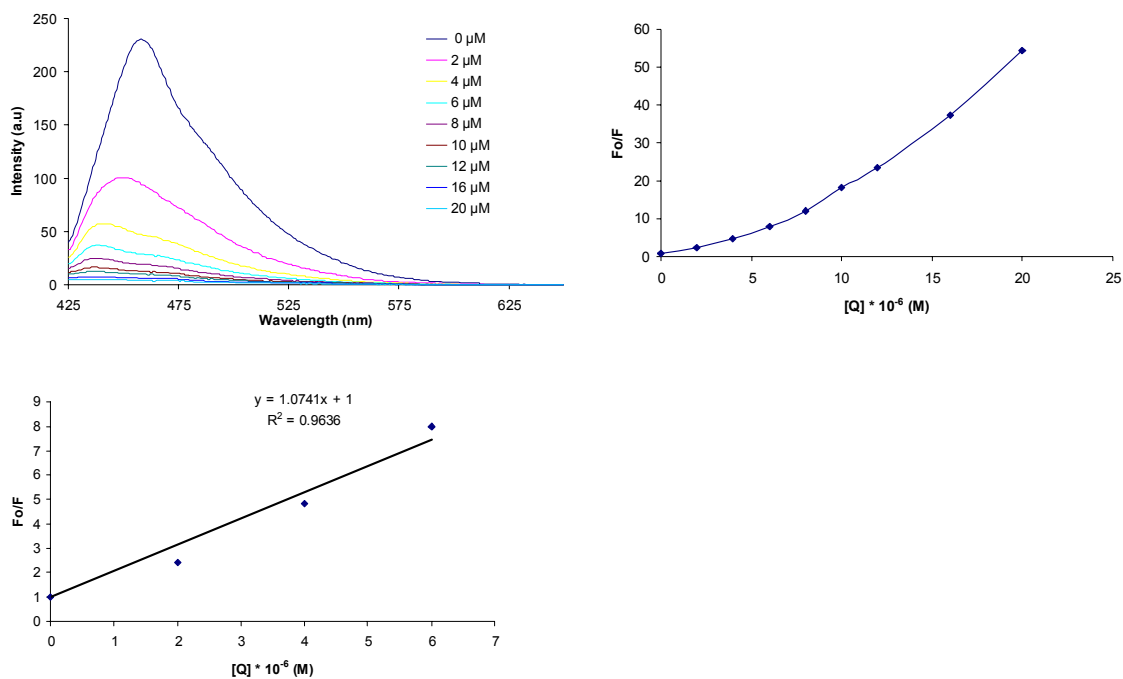 250
200
150
100
50
0
Intensity (a.u)
425
475
525
575
625
Wavelength (nm)
0 µM
2 µM
4 µM
6 µM
8 µM
10 µM
12 µM
16 µM
20 µM
60
50
40
30
20
10
0
Fo/F
0
5
10
15
20
25
[Q] * 10⁻⁶ (M)
y = 1.0741x + 1
R² = 0.9636
9
8
7
6
5
4
3
2
1
0
Fo/F
0
1
2
3
4
5
6
7
[Q] * 10⁻⁶ (M)